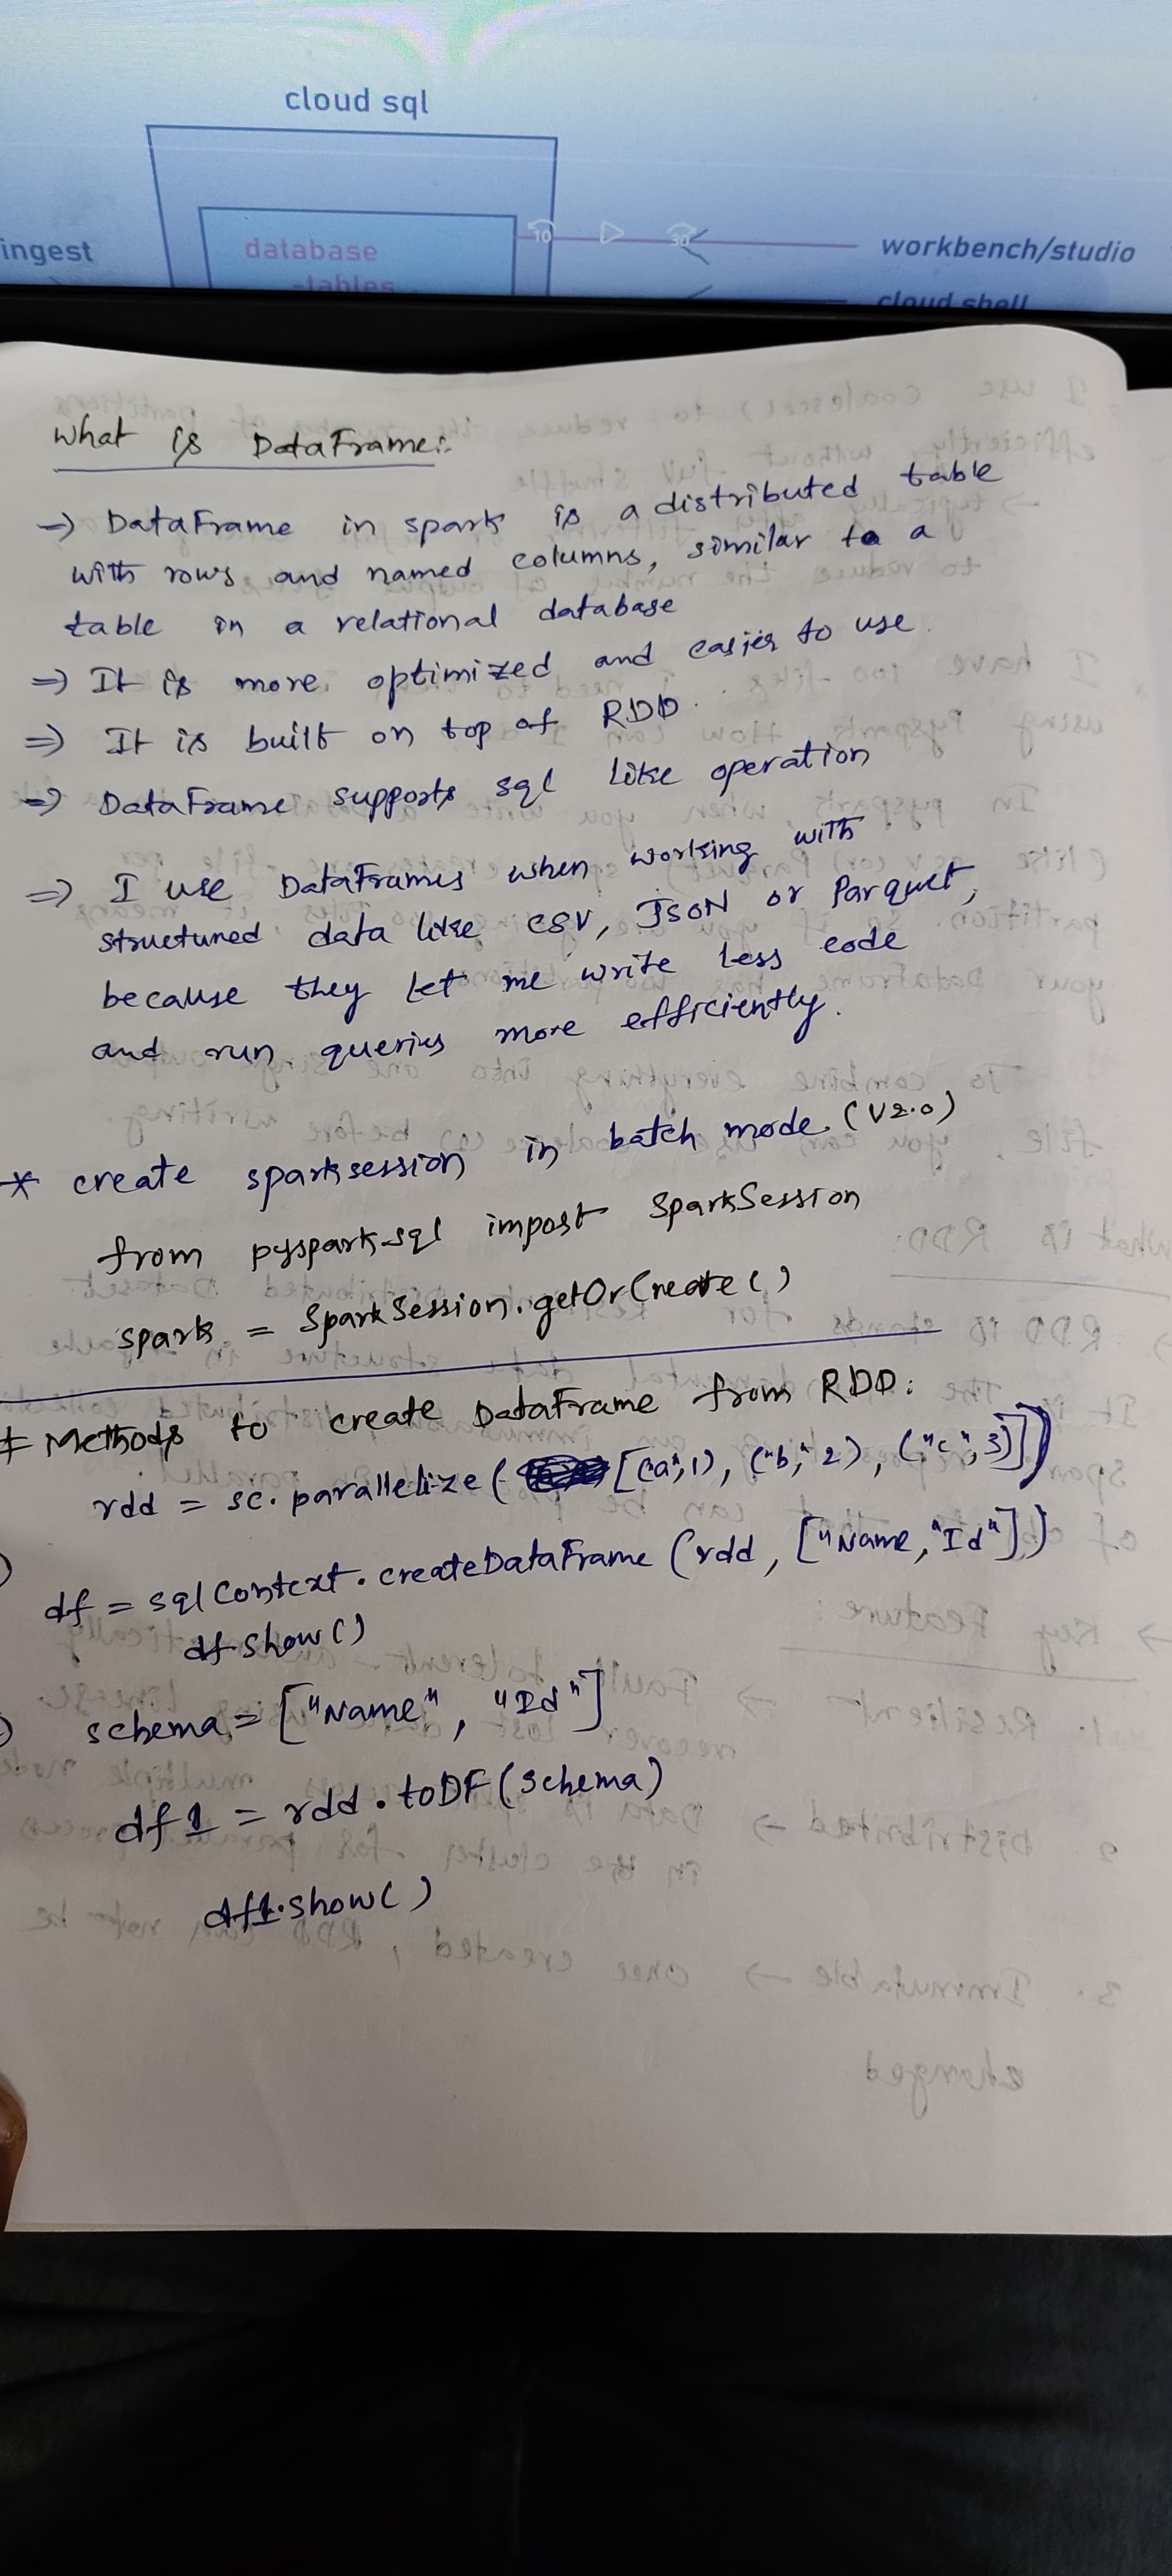 cloud sql
ingest
database
tables
10
30
workbench/studio
cloud shell
What is DataFrame:
→ DataFrame in spark is a distributed table
with rows and named columns, similar to a
table in a relational database
⇒ It is more optimized and easier to use.
⇒ It is built on top of RDD.
⇒ DataFrame supports sql like operation
⇒ I use DataFrames when working with
structured data like CSV, JSON or Parquet,
because they let me write less code
and run queries more efficiently.
* create sparksession in batch mode. (V2.0)
from pyspark.sql import SparkSession
spark = SparkSession.getOrCreate()
# Methods to create DataFrame from RDD:
rdd = sc.parallelize([("a",1), ("b",2), ("c",3)])
df = sqlContext.createDataFrame (rdd, ["Name,"Id"])
df.show()
schema = ["Name", "Id"]
df1 = rdd.toDF(schema)
df1.show()